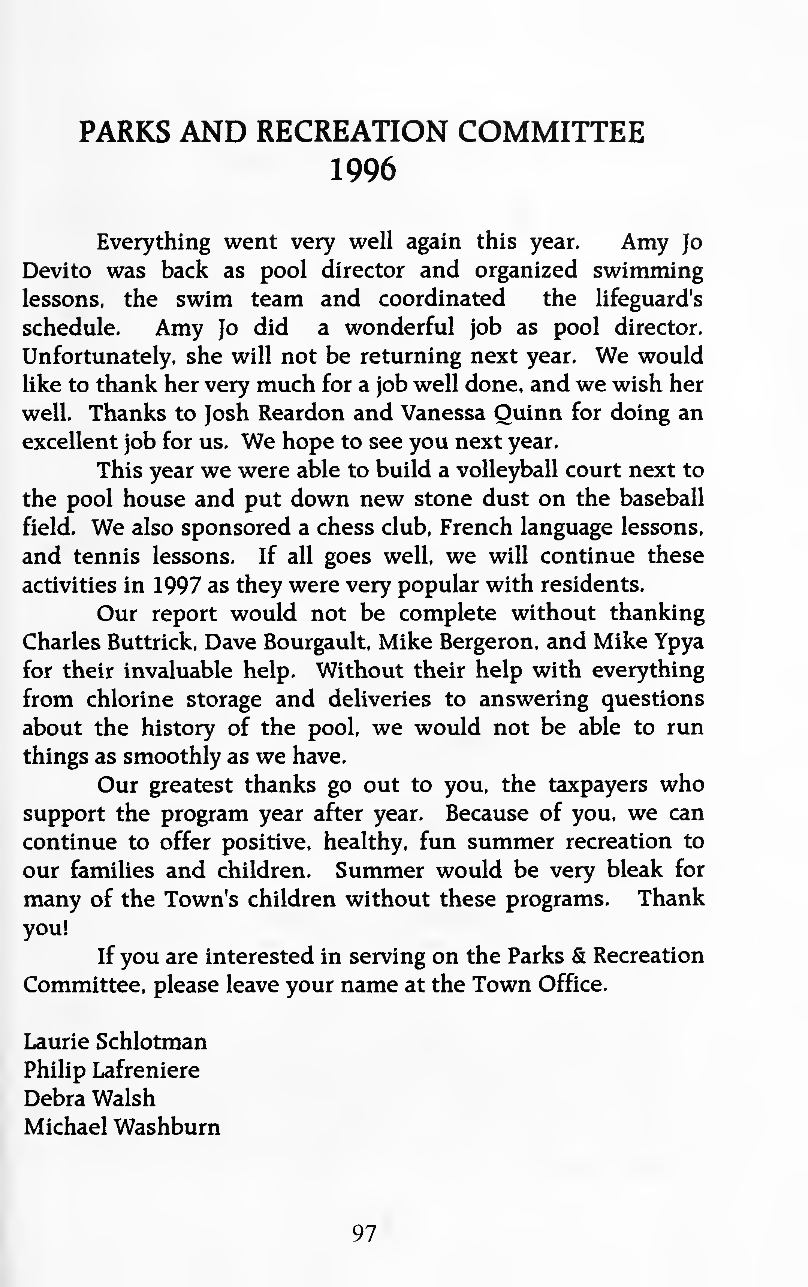 PARKS AND RECREATION COMMITTEE
1996
Everything went very well again this year. Amy Jo
Devito was back as pool director and organized swimming
lessons, the swim team and coordinated the lifeguard's
schedule. Amy Jo did a wonderful job as pool director.
Unfortunately, she will not be returning next year. We would
like to thank her very much for a job well done, and we wish her
well. Thanks to Josh Reardon and Vanessa Quinn for doing an
excellent job for us. We hope to see you next year.
This year we were able to build a volleyball court next to
the pool house and put down new stone dust on the baseball
field. We also sponsored a chess club, French language lessons,
and tennis lessons. If all goes well, we will continue these
activities in 1997 as they were very popular with residents.
Our report would not be complete without thanking
Charles Buttrick, Dave Bourgault, Mike Bergeron, and Mike Ypya
for their invaluable help. Without their help with everything
from chlorine storage and deliveries to answering questions
about the history of the pool, we would not be able to run
things as smoothly as we have.
Our greatest thanks go out to you, the taxpayers who
support the program year after year. Because of you, we can
continue to offer positive, healthy, fun summer recreation to
our families and children. Summer would be very bleak for
many of the Town's children without these programs. Thank
you!
If you are interested in serving on the Parks & Recreation
Committee, please leave your name at the Town Office.
Laurie Schlotman
Philip Lafreniere
Debra Walsh
Michael Washburn
97